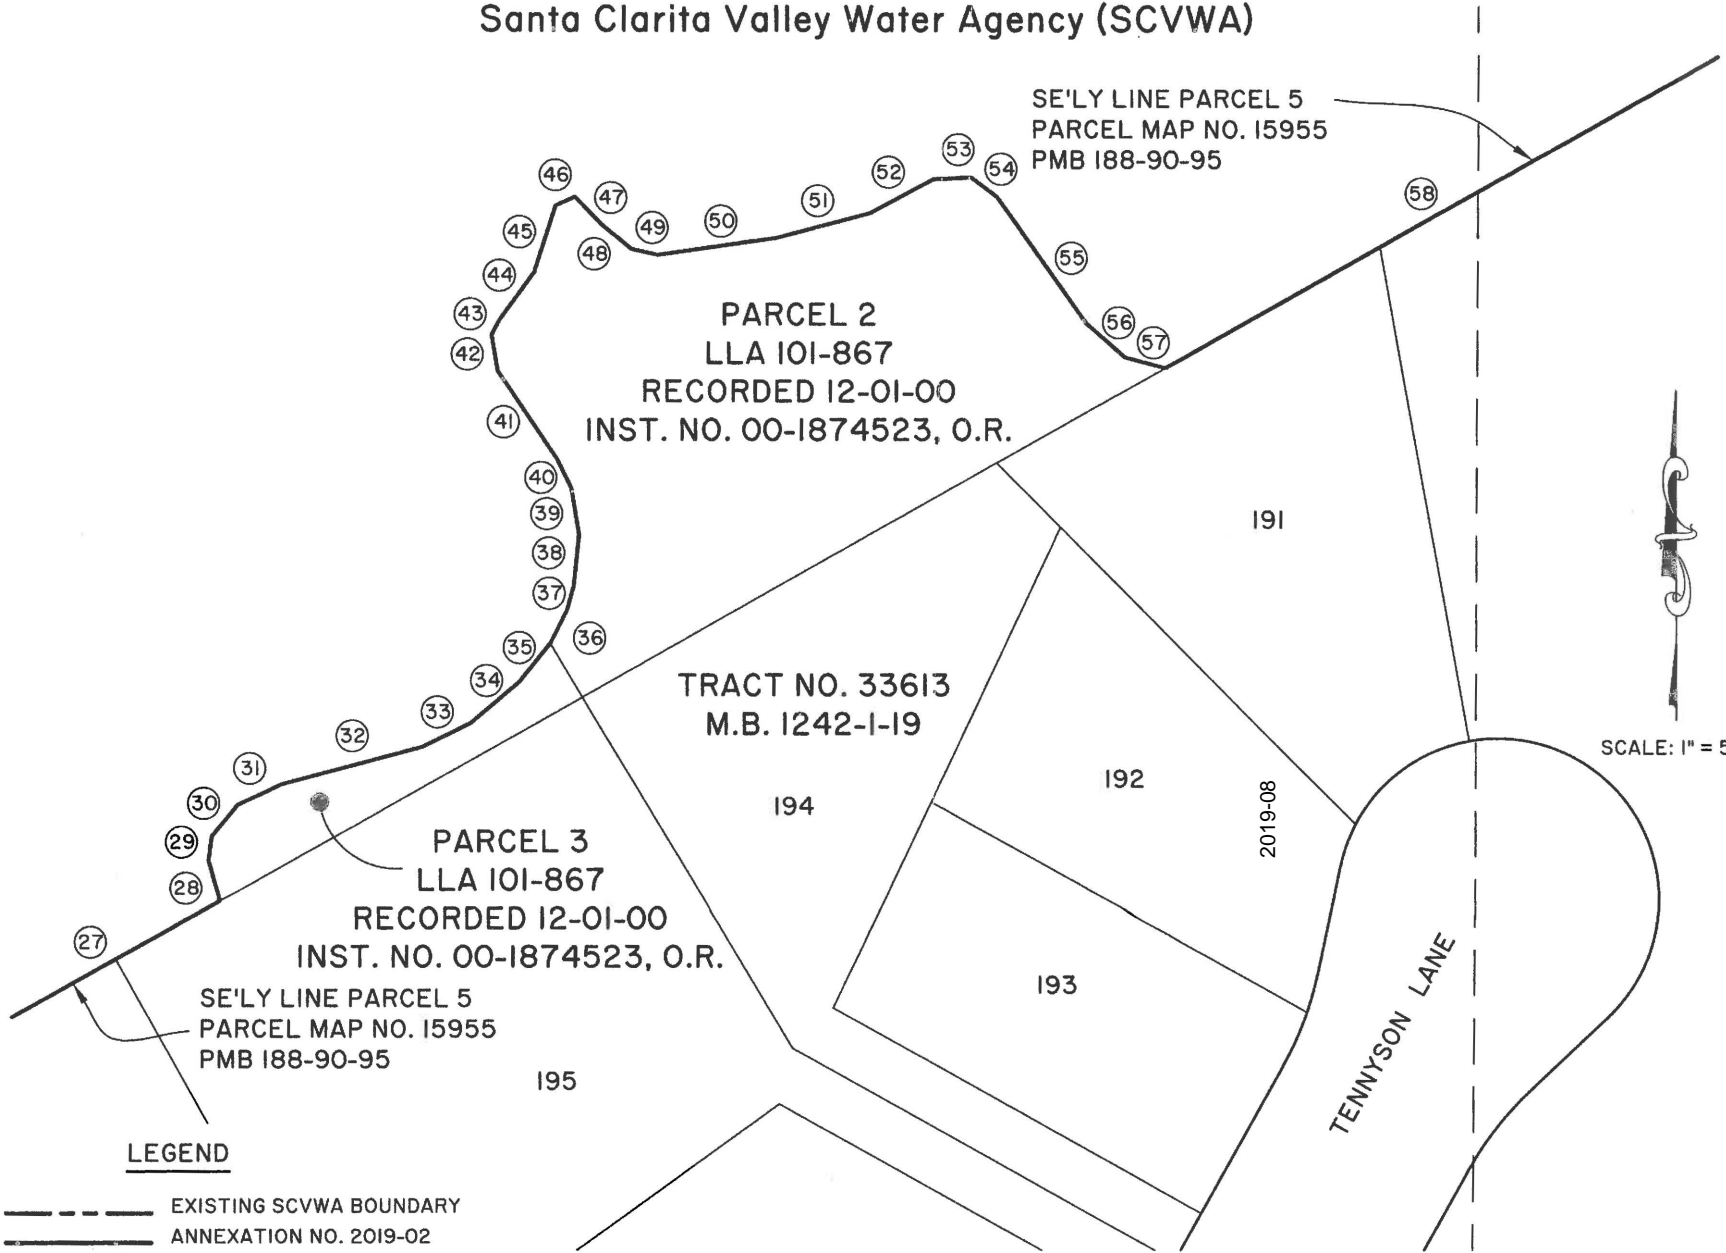 Santa Clarita Valley Water Agency (SCVWA)
SE'LY LINE PARCEL 5
PARCEL MAP NO. 15955
PMB 188-90-95
53
54
52
46
47
51
50
49
48
45
44
43
42
41
40
39
38
37
36
35
34
33
32
31
30
29
28
27
55
56
57
58
PARCEL 2
LLA 101-867
RECORDED 12-01-00
INST. NO. 00-1874523, O.R.
191
TRACT NO. 33613
M.B. 1242-1-19
194
192
2019-08
193
195
TENNYSON LANE
SCALE: 1" = 5
PARCEL 3
LLA 101-867
RECORDED 12-01-00
INST. NO. 00-1874523, O.R.
SE'LY LINE PARCEL 5
PARCEL MAP NO. 15955
PMB 188-90-95
LEGEND
EXISTING SCVWA BOUNDARY
ANNEXATION NO. 2019-02